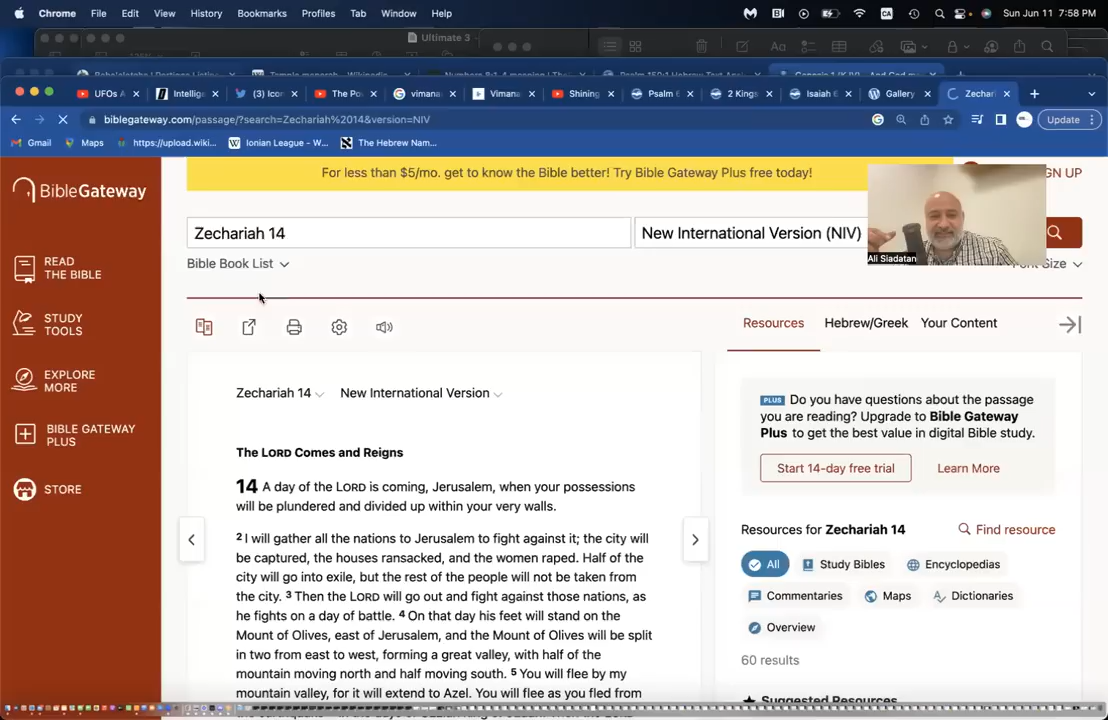 Chrome File Edit View History Bookmarks Profiles Tab Window Help Sun Jun 11 7:58 PM
Ultimate 3
UFOs A Intellig (3) Icon The Po vimana Vimana Shining Psalm 6 2 King Isaiah 6 Gallery Zechar
biblegateway.com/passage/?search=Zechariah%2014&version=NIV Update
Gmail Maps https://upload.wiki... Ionian League - W... The Hebrew Nam...
For less than $5/mo. get to know the Bible better! Try Bible Gateway Plus free today!
GN UP
BibleGateway
Zechariah 14 New International Version (NIV)
Ali Siadatan
Bible Book List Font Size
READ
THE BIBLE
STUDY
TOOLS
EXPLORE
MORE
BIBLE GATEWAY
PLUS
STORE
Zechariah 14 New International Version
The LORD Comes and Reigns
14 A day of the LORD is coming, Jerusalem, when your possessions
will be plundered and divided up within your very walls.
2 I will gather all the nations to Jerusalem to fight against it; the city will
be captured, the houses ransacked, and the women raped. Half of the
city will go into exile, but the rest of the people will not be taken from
the city. 3 Then the LORD will go out and fight against those nations, as
he fights on a day of battle. 4 On that day his feet will stand on the
Mount of Olives, east of Jerusalem, and the Mount of Olives will be split
in two from east to west, forming a great valley, with half of the
mountain moving north and half moving south. 5 You will flee by my
mountain valley, for it will extend to Azel. You will flee as you fled from
Resources Hebrew/Greek Your Content
PLUS Do you have questions about the passage
you are reading? Upgrade to Bible Gateway
Plus to get the best value in digital Bible study.
Start 14-day free trial Learn More
Resources for Zechariah 14 Find resource
All Study Bibles Encyclopedias
Commentaries Maps Dictionaries
Overview
60 results
Suggested Resources